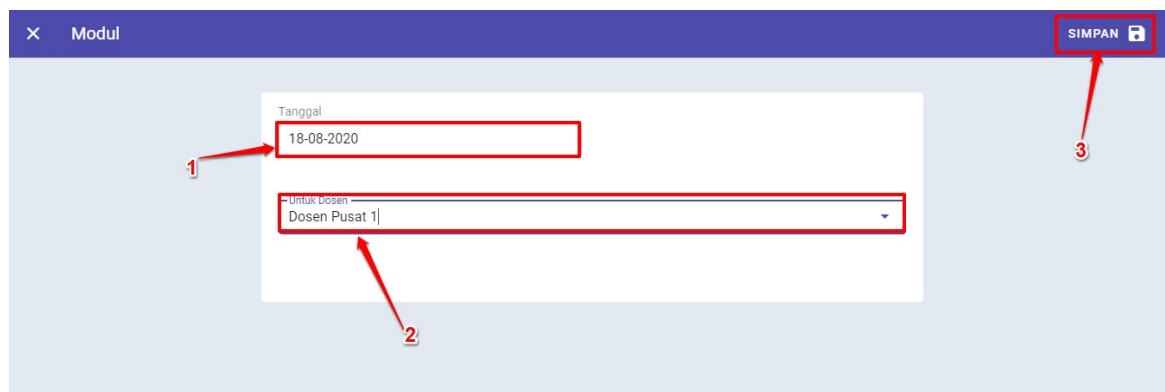 Modul
SIMPAN
Tanggal
18-08-2020
1
3
Untuk Dosen
Dosen Pusat 1
2